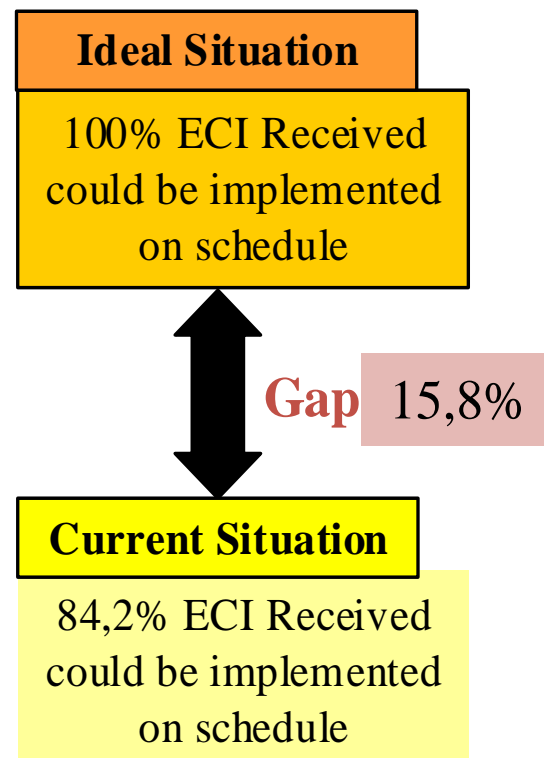 Ideal Situation
100% ECI Received
could be implemented
on schedule
Gap 15,8%
Current Situation
84,2% ECI Received
could be implemented
on schedule